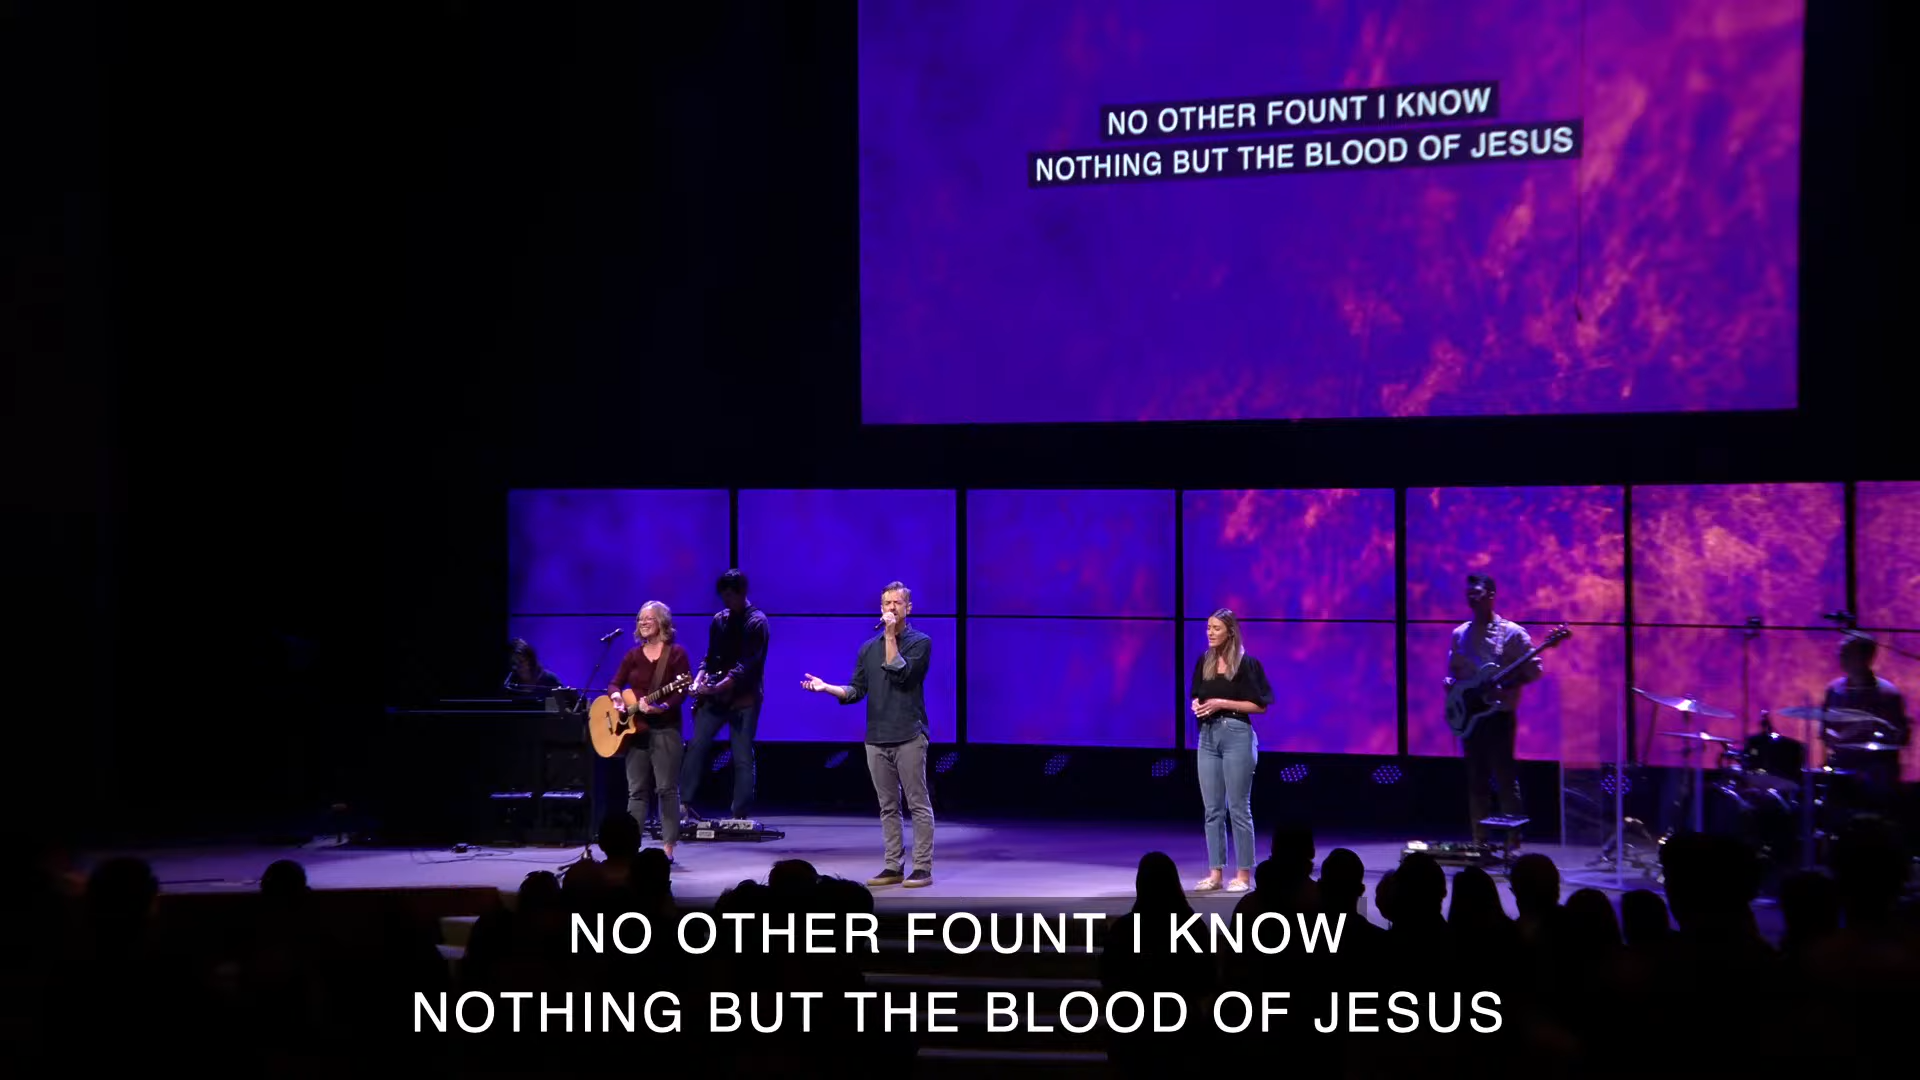 NO OTHER FOUNT I KNOW
NOTHING BUT THE BLOOD OF JESUS
NO OTHER FOUNT I KNOW
NOTHING BUT THE BLOOD OF JESUS